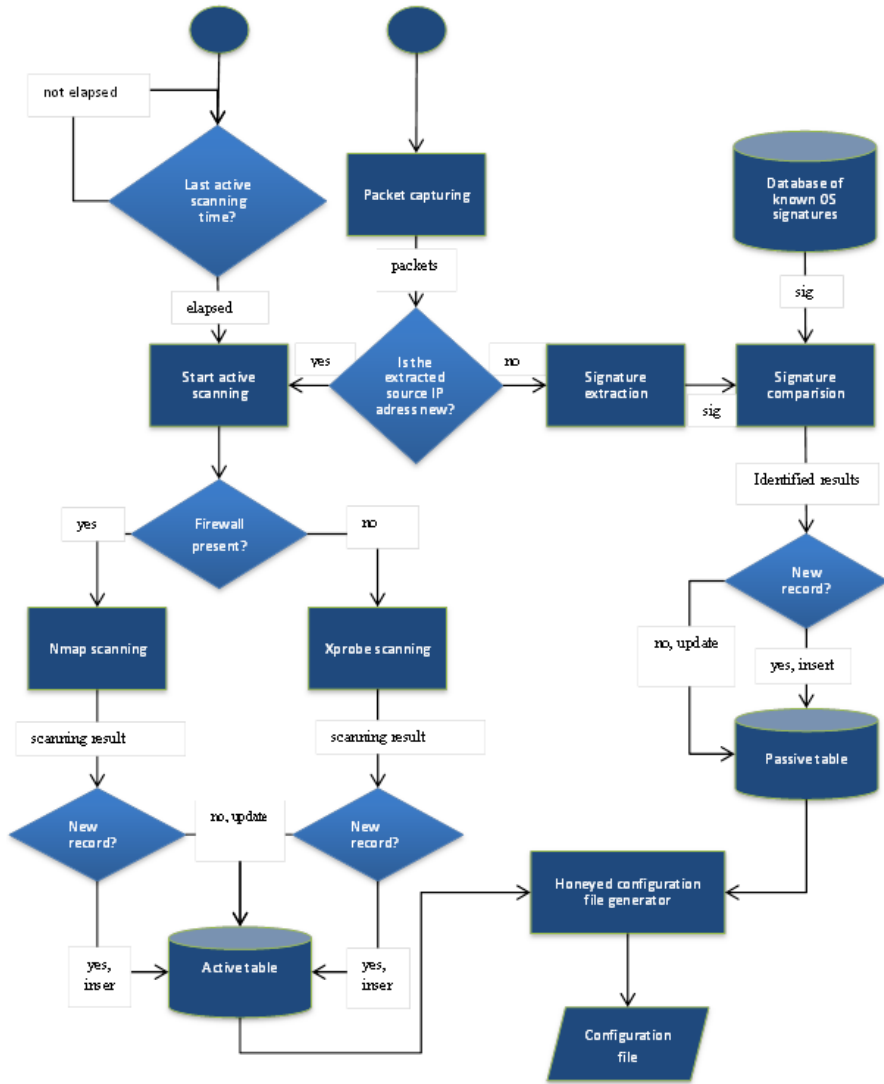 not elapsed
Last active
scanning
time?
Packet capturing
Database of
known OS
signatures
packets
elapsed
sig
yes
Is the
extracted
source IP
adress new?
no
Start active
scanning
Signature
extraction
sig
Signature
comparision
Identified results
yes
Firewall
present?
no
New
record?
Nmap scanning
Xprobe scanning
no, update
yes, insert
scanning result
scanning result
Passive table
New
record?
no, update
New
record?
Honeyed configuration
file generator
yes,
inser
Active table
yes,
inser
Configuration
file